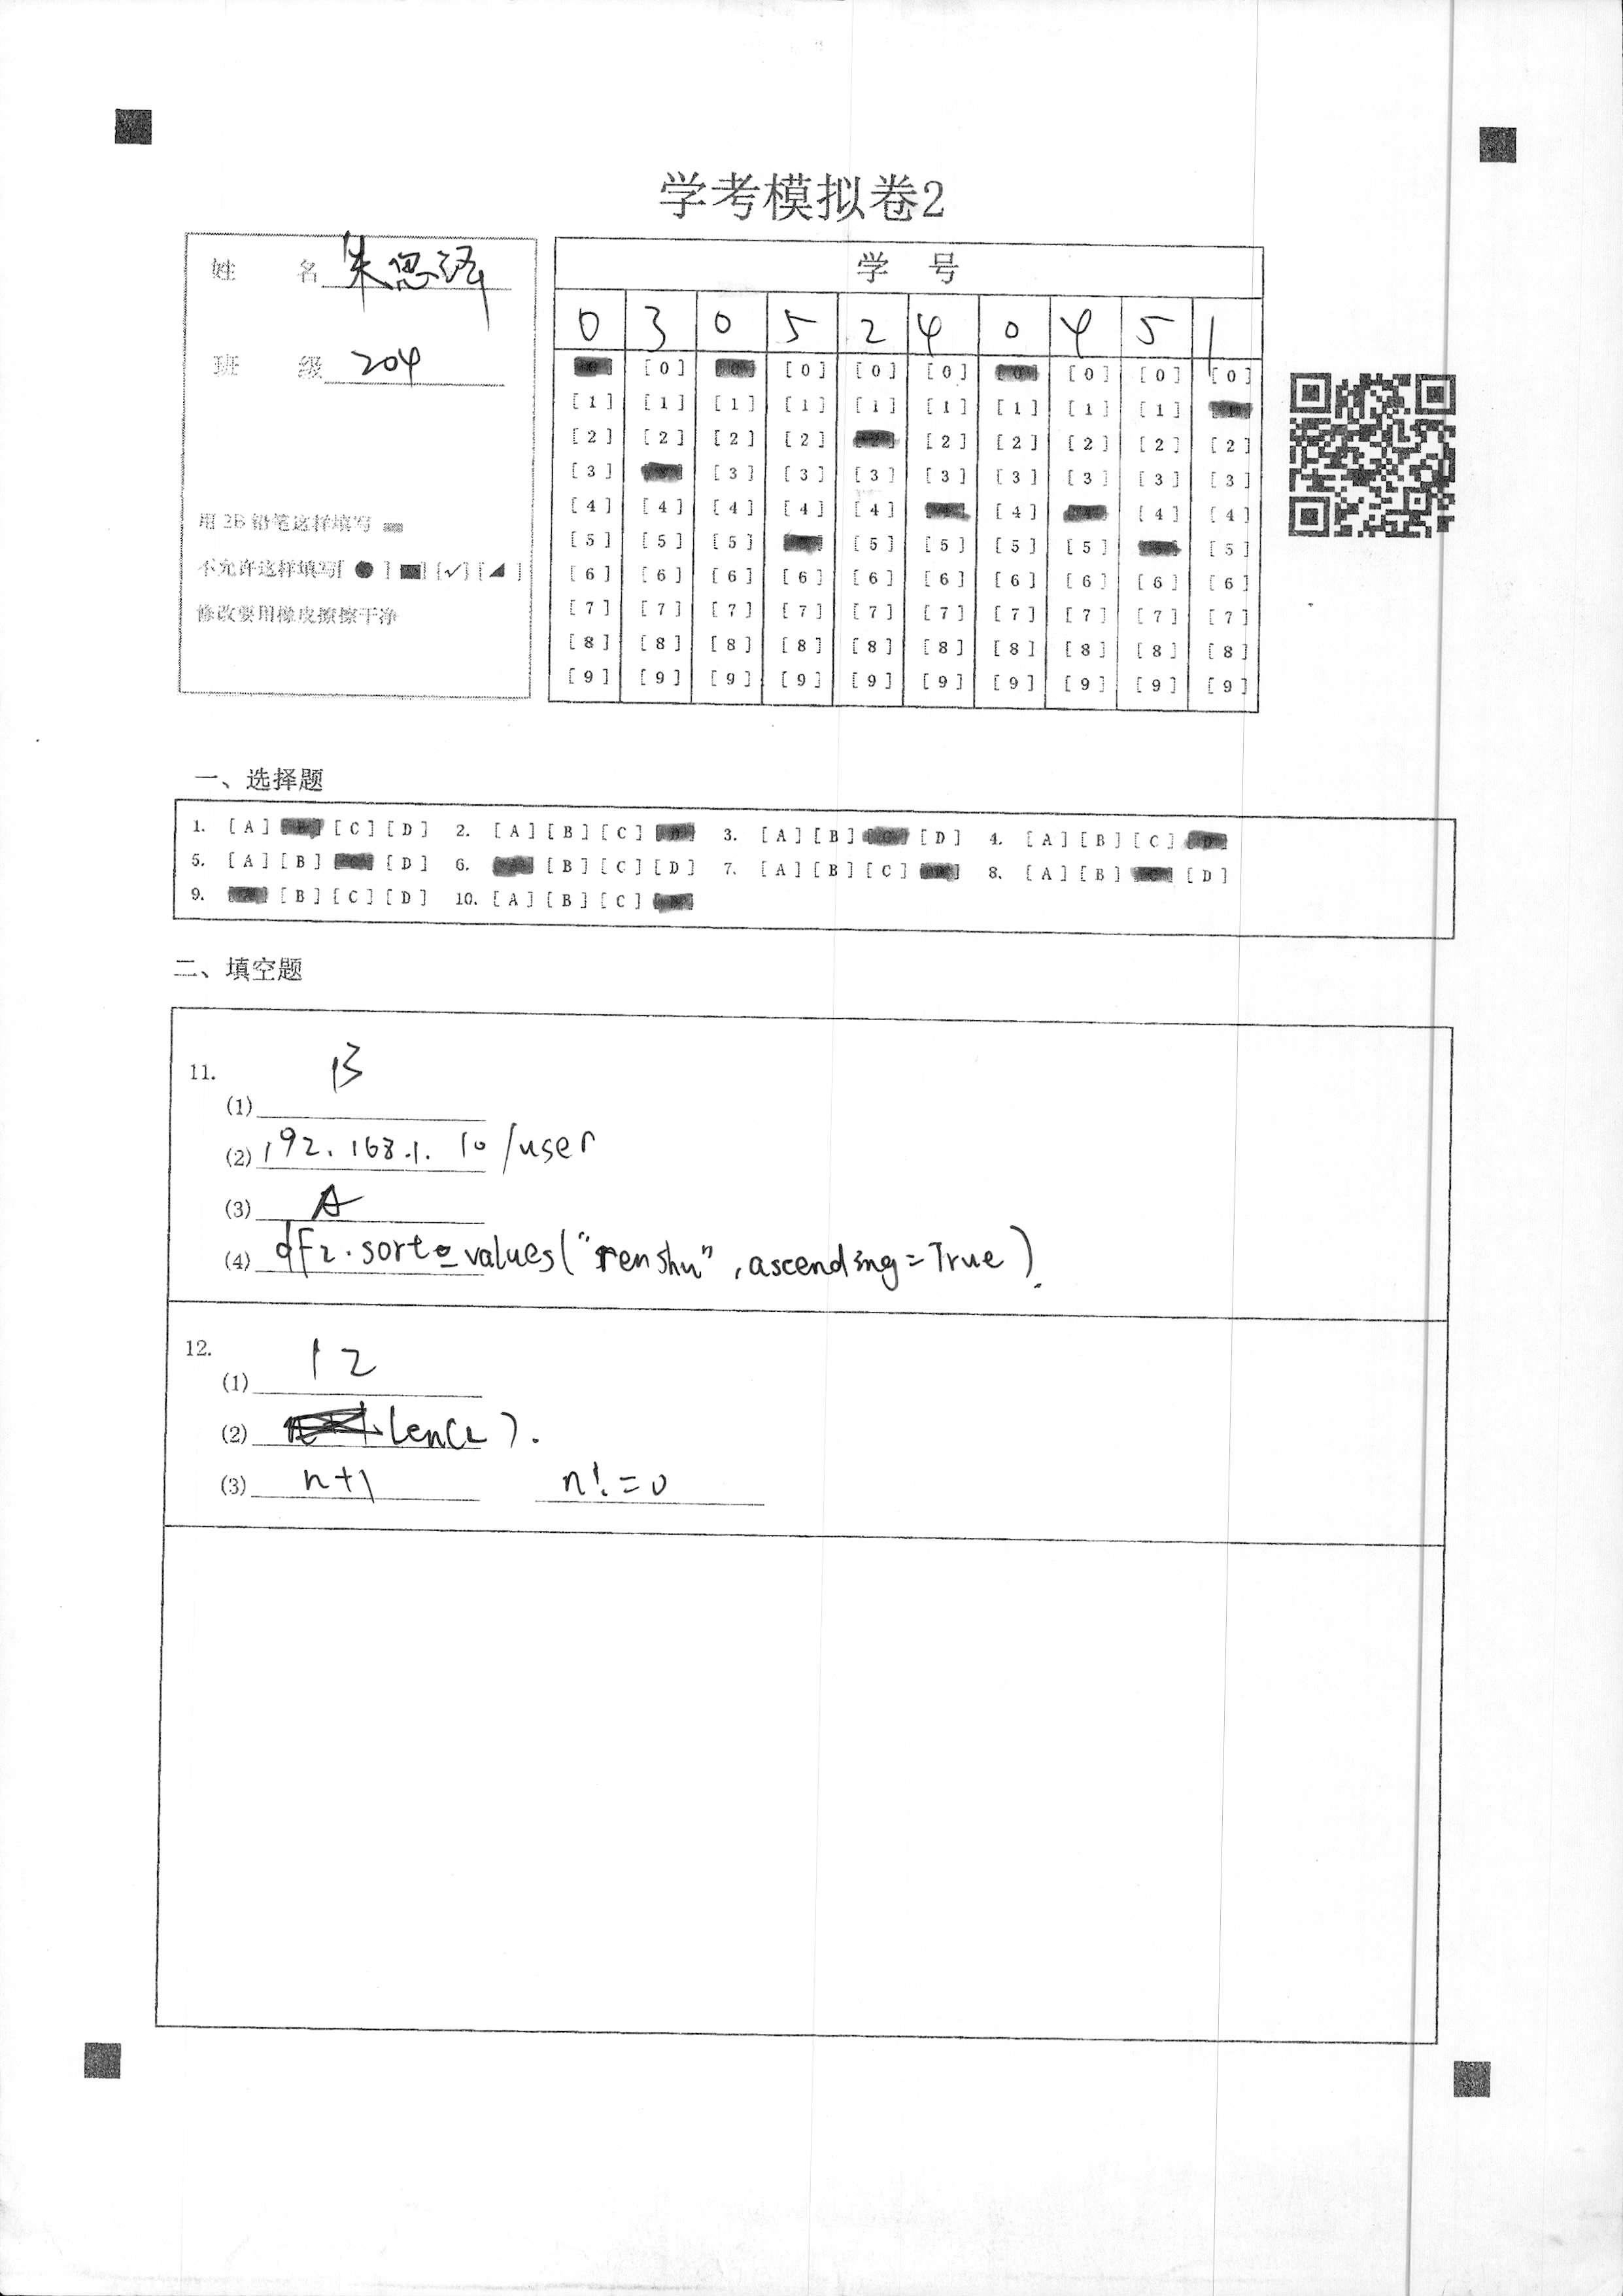 学考模拟卷2
姓 名 朱思泽
班 级 204
用 2B 铅笔这样填写
不允许这样填写[ ● ] [■] [✓] [◢ ]
修改要用橡皮擦擦干净
学 号
0 3 0 5 2 4 0 4 5 1
[0] [0] [0] [0] [0] [0]
[1] [1] [1] [1] [1] [1] [1] [1] [1]
[2] [2] [2] [2] [2] [2] [2] [2] [2]
[3] [3] [3] [3] [3] [3] [3] [3] [3]
[4] [4] [4] [4] [4] [4] [4] [4]
[5] [5] [5] [5] [5] [5] [5] [5]
[6] [6] [6] [6] [6] [6] [6] [6] [6] [6]
[7] [7] [7] [7] [7] [7] [7] [7] [7] [7]
[8] [8] [8] [8] [8] [8] [8] [8] [8] [8]
[9] [9] [9] [9] [9] [9] [9] [9] [9] [9]
一、选择题
1. [A] [C] [D] 2. [A] [B] [C] 3. [A] [B] [D] 4. [A] [B] [C]
5. [A] [B] [D] 6. [B] [C] [D] 7. [A] [B] [C] 8. [A] [B] [D]
9. [B] [C] [D] 10. [A] [B] [C]
二、填空题
11.
(1) B
(2) 192.168.1.10/user
(3) A
(4) df2.sort_values("renshu",ascending=True)
12.
(1) 12
(2) len(c).
(3) n+1 n!=0